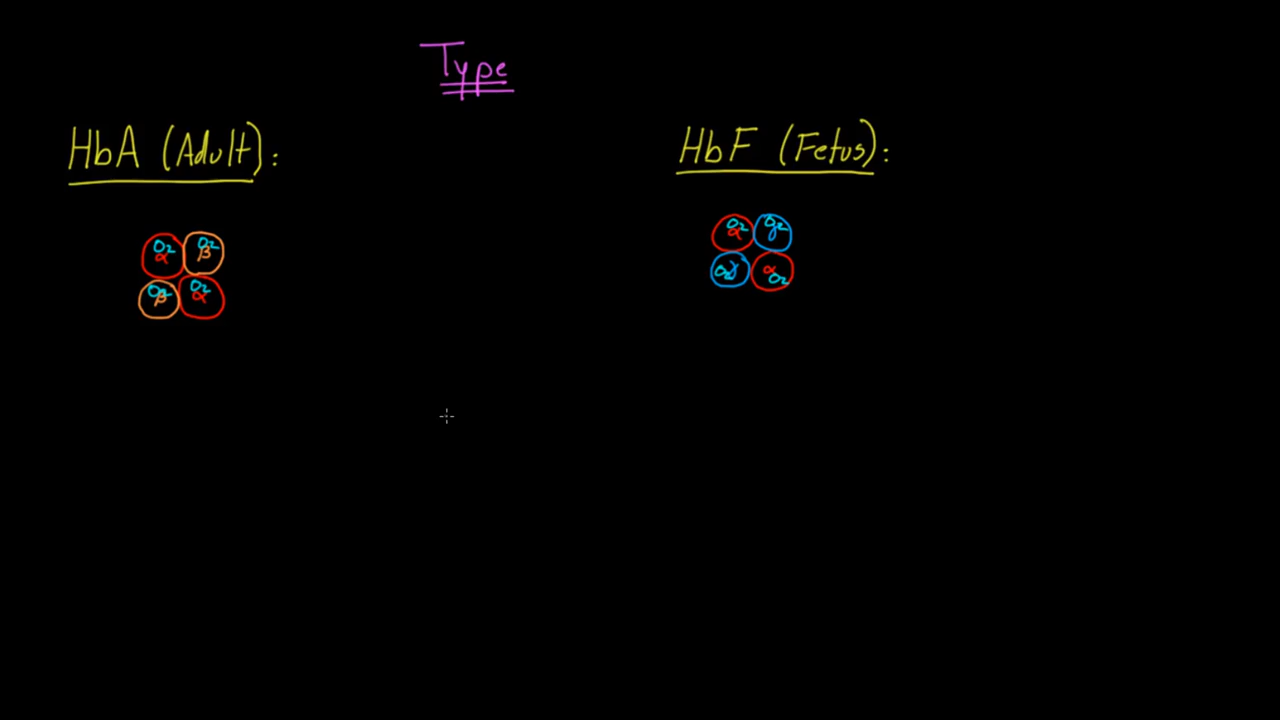 Type
HbA (Adult):
HbF (Fetus):
O2 α O2 β
O2 β O2 α
O2 α O2
O2 γ α O2